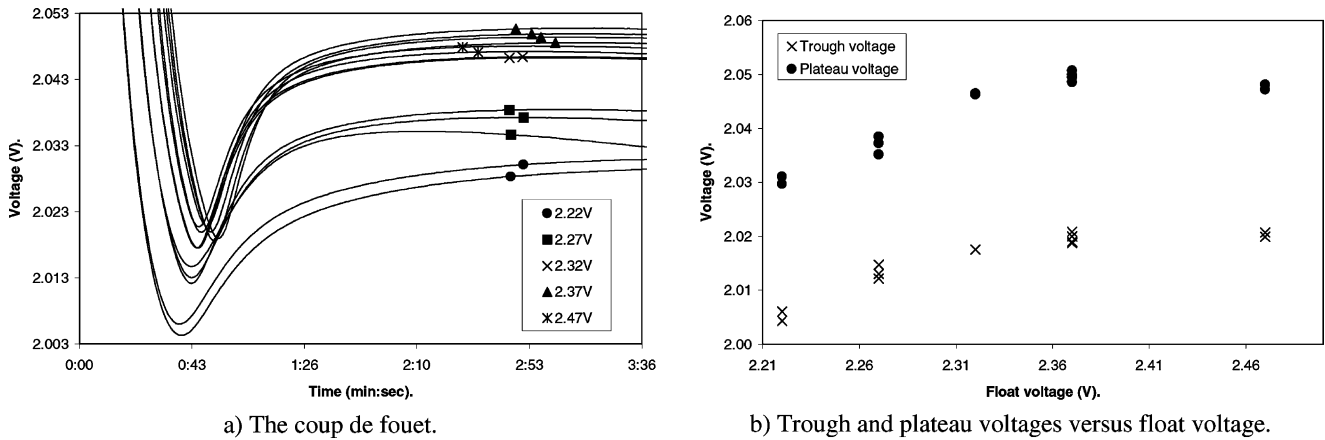 2.053
2.043
2.033
2.023
2.013
2.003
Voltage (V).
0:00
0:43
1:26
2:10
2:53
3:36
Time (min:sec).
2.22V
2.27V
2.32V
2.37V
2.47V
a) The coup de fouet.
2.06
2.05
2.04
2.03
2.02
2.01
2.00
Voltage (V).
Trough voltage
Plateau voltage
2.21
2.26
2.31
2.36
2.41
2.46
Float voltage (V).
b) Trough and plateau voltages versus float voltage.